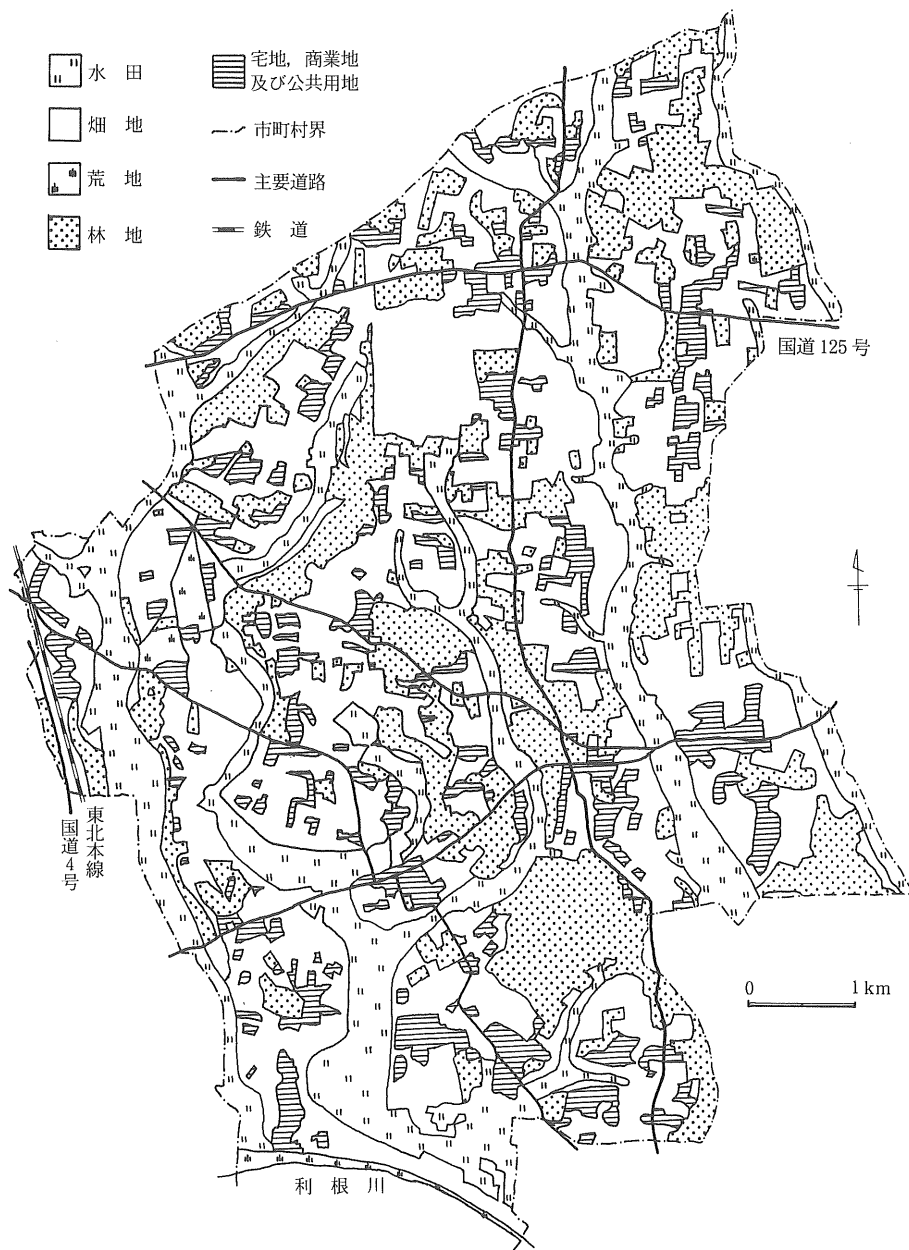 水田
畑地
荒地
林地
宅地，商業地
及び公共用地
市町村界
主要道路
鉄道
国道125号
東北本線
国道4号
0 1km
利根川